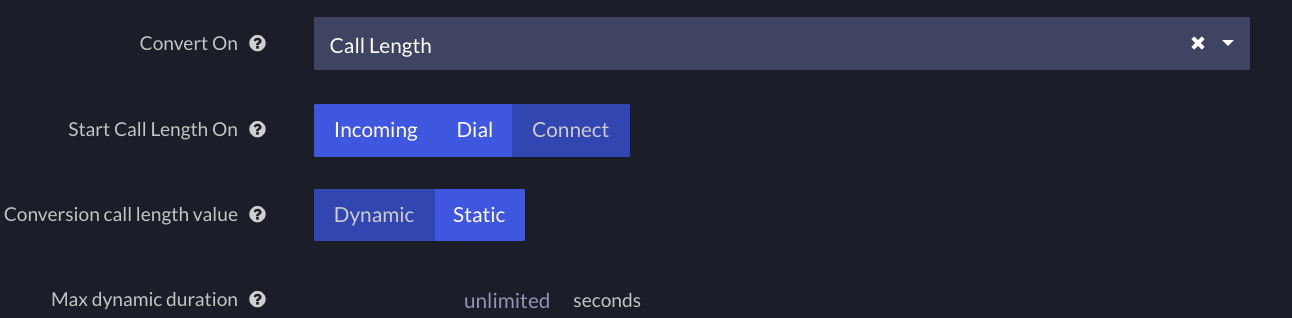 Convert On
Call Length
Start Call Length On
Incoming Dial Connect
Conversion call length value
Dynamic Static
Max dynamic duration
unlimited seconds